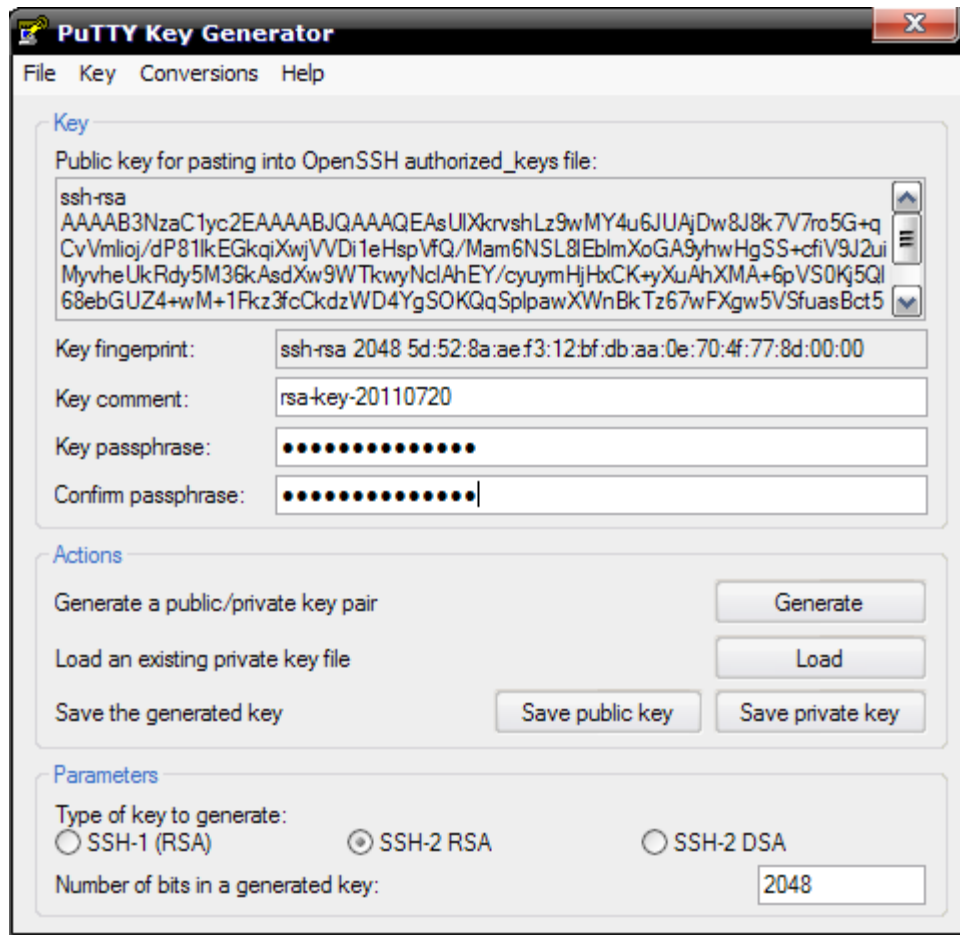 PuTTY Key Generator
File Key Conversions Help
Key
Public key for pasting into OpenSSH authorized_keys file:
ssh-rsa
AAAAB3NzaC1yc2EAAAABJQAAAQEAsUlXkrvshLz9wMY4u6JUAjDw8J8k7V7ro5G+q
CvVmlioj/dP81lkEGkqiXwjVVDi1eHspVfQ/Mam6NSL8lEblmXoGA9yhwHgSS+cfiV9J2ui
MyvheUkRdy5M36kAsdXw9WTkwyNclAhEY/cyuymHjHxCK+yXuAhXMA+6pVS0Kj5Ql
68ebGUZ4+wM+1Fkz3fcCkdzWD4YgSOKQqSplpawXWnBkTz67wFXgw5VSfuasBct5
Key fingerprint: ssh-rsa 2048 5d:52:8a:ae:f3:12:bf:db:aa:0e:70:4f:77:8d:00:00
Key comment: rsa-key-20110720
Key passphrase: ●●●●●●●●●●●●●●
Confirm passphrase: ●●●●●●●●●●●●●●
Actions
Generate a public/private key pair Generate
Load an existing private key file Load
Save the generated key Save public key Save private key
Parameters
Type of key to generate:
SSH-1 (RSA) SSH-2 RSA SSH-2 DSA
Number of bits in a generated key: 2048